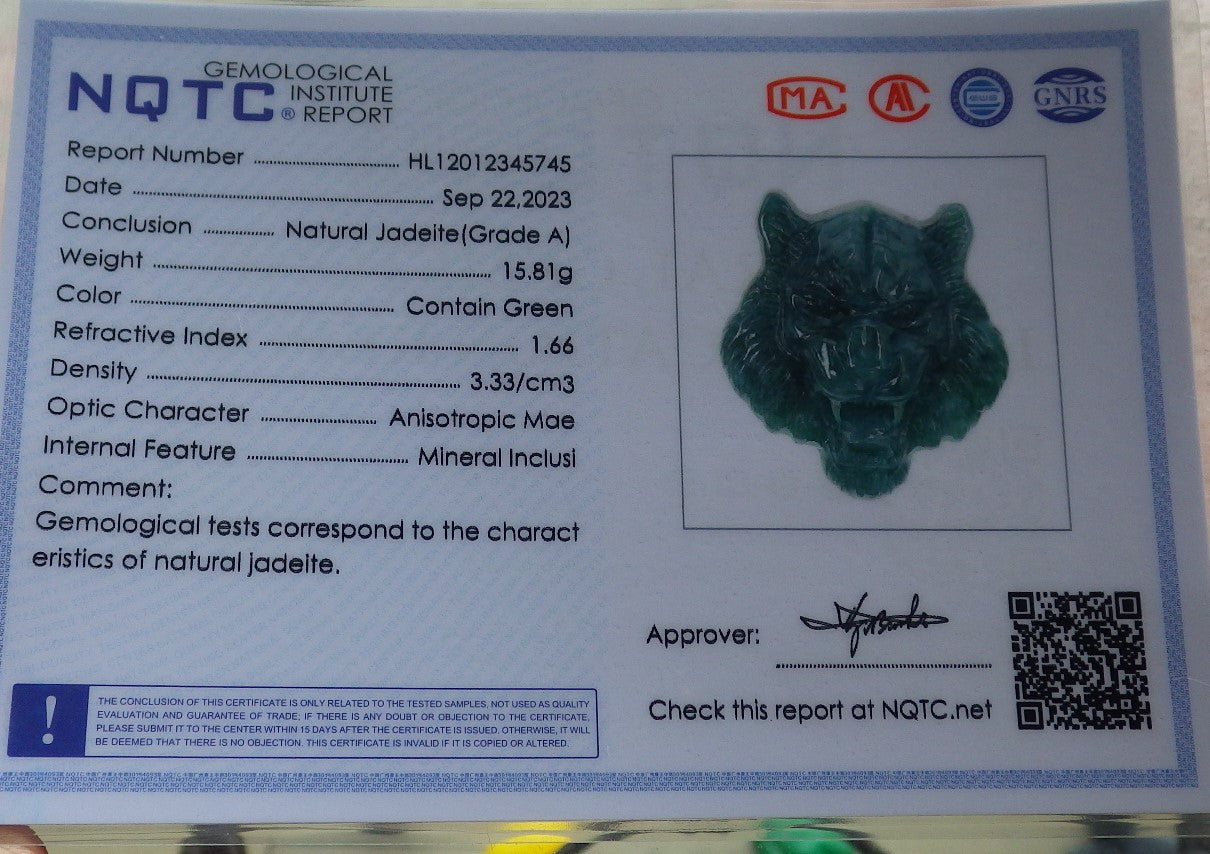 NQTC®
GEMOLOGICAL
INSTITUTE
REPORT
MA
GNRS
Report Number ........ HL12012345745
Date ........ Sep 22,2023
Conclusion ........ Natural Jadeite(Grade A)
Weight ........ 15.81g
Color ........ Contain Green
Refractive Index ........ 1.66
Density ........ 3.33/cm3
Optic Character ........ Anisotropic Mae
Internal Feature ........ Mineral Inclusi
Comment:
Gemological tests correspond to the charact
eristics of natural jadeite.
Approver:
Check this report at NQTC.net
!
THE CONCLUSION OF THIS CERTIFICATE IS ONLY RELATED TO THE TESTED SAMPLES, NOT USED AS QUALITY
EVALUATION AND GUARANTEE OF TRADE; IF THERE IS ANY DOUBT OR OBJECTION TO THE CERTIFICATE,
PLEASE SUBMIT IT TO THE CENTER WITHIN 15 DAYS AFTER THE CERTIFICATE IS ISSUED. OTHERWISE, IT WILL
BE DEEMED THAT THERE IS NO OBJECTION. THIS CERTIFICATE IS INVALID IF IT IS COPIED OR ALTERED.